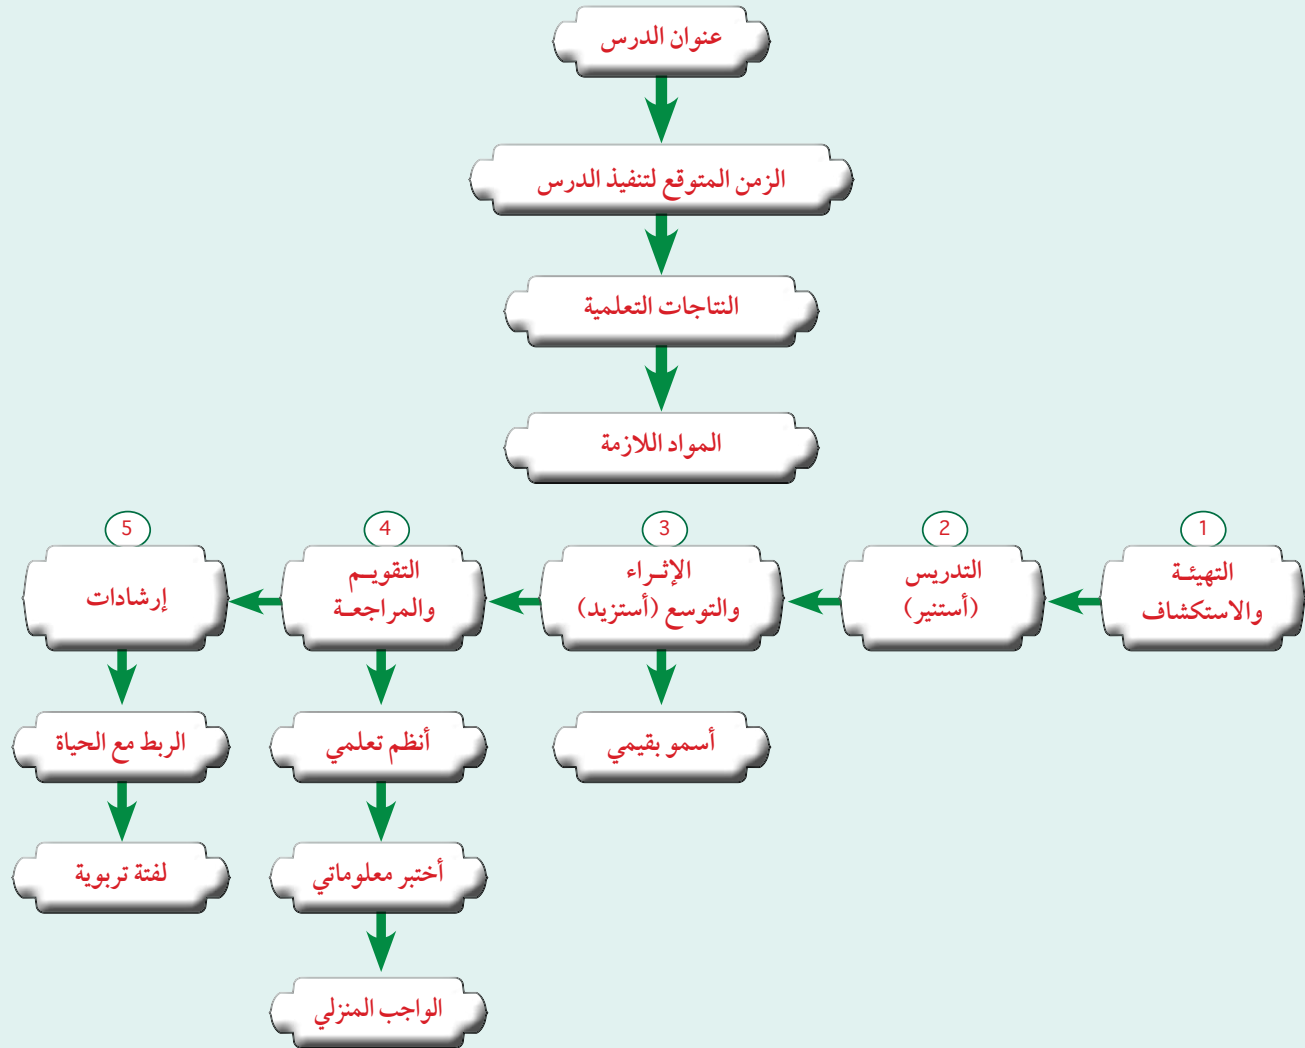 عنوان الدرس
الزمن المتوقع لتنفيذ الدرس
النتاجات التعلمية
المواد اللازمة
1
التهيئـة
والاستكشاف
2
التدريس
(أستنير)
3
الإثـراء
والتوسع (أستزيد)
أسمو بقيمي
4
التقويـم
والمراجعـة
أنظم تعلمي
أختبر معلوماتي
الواجب المنزلي
5
إرشادات
الربط مع الحياة
لفتة تربوية